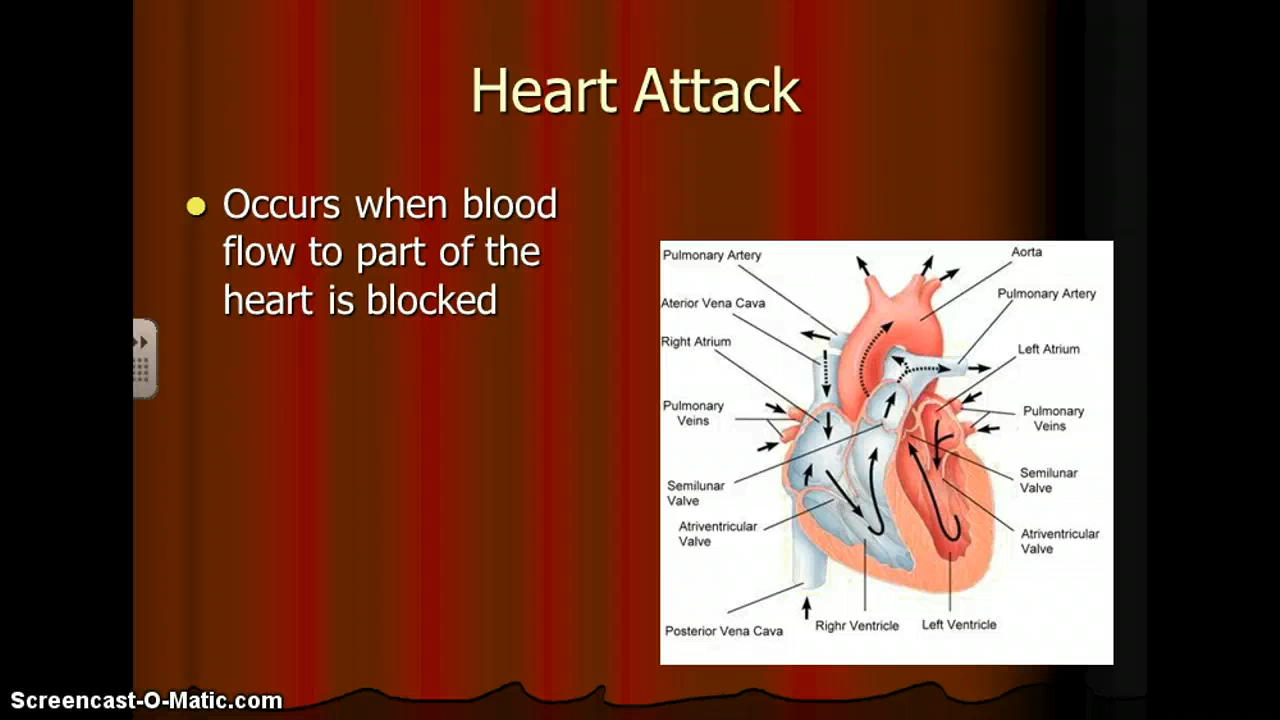 Heart Attack
Occurs when blood
flow to part of the
heart is blocked
Pulmonary Artery
Aterior Vena Cava
Right Atrium
Pulmonary
Veins
Semilunar
Valve
Atriventricular
Valve
Posterior Vena Cava
Righr Ventricle
Left Ventricle
Aorta
Pulmonary Artery
Left Atrium
Pulmonary
Veins
Semilunar
Valve
Atriventricular
Valve
Screencast-O-Matic.com